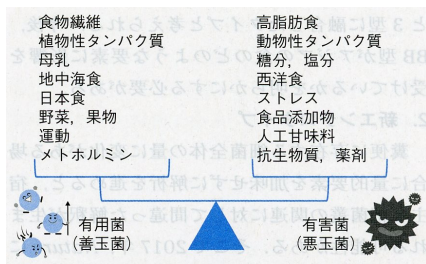 食物繊維
植物性タンパク質
母乳
地中海食
日本食
野菜，果物
運動
メトホルミン
高脂肪食
動物性タンパク質
糖分，塩分
西洋食
ストレス
食品添加物
人工甘味料
抗生物質，薬剤
有用菌
（善玉菌）
有害菌
（悪玉菌）